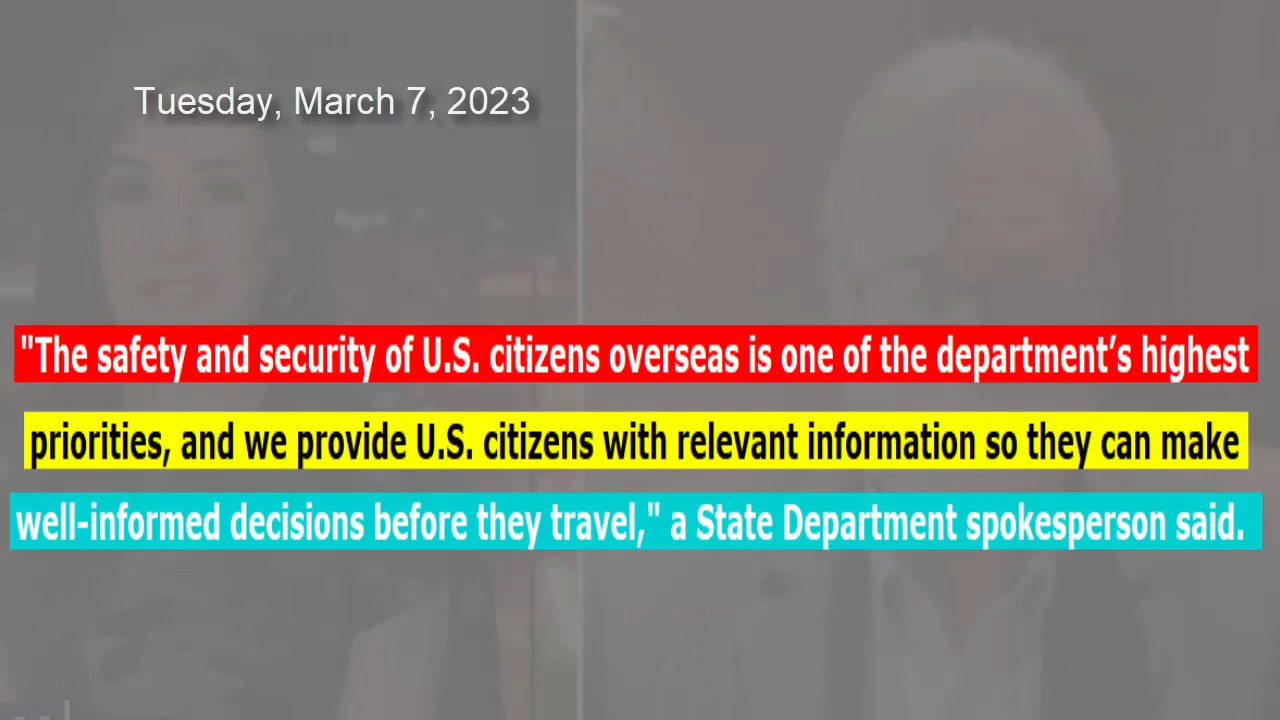 Tuesday, March 7, 2023
"The safety and security of U.S. citizens overseas is one of the department’s highest
priorities, and we provide U.S. citizens with relevant information so they can make
well-informed decisions before they travel," a State Department spokesperson said.